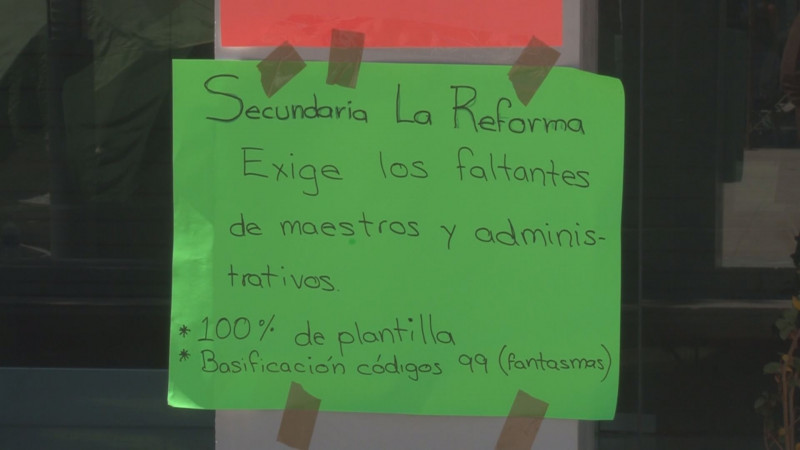 Secundaria La Reforma
Exige los faltantes
de maestros y adminis-
trativos.
* 100% de plantilla
* Basificación códigos 99 (fantasmas)